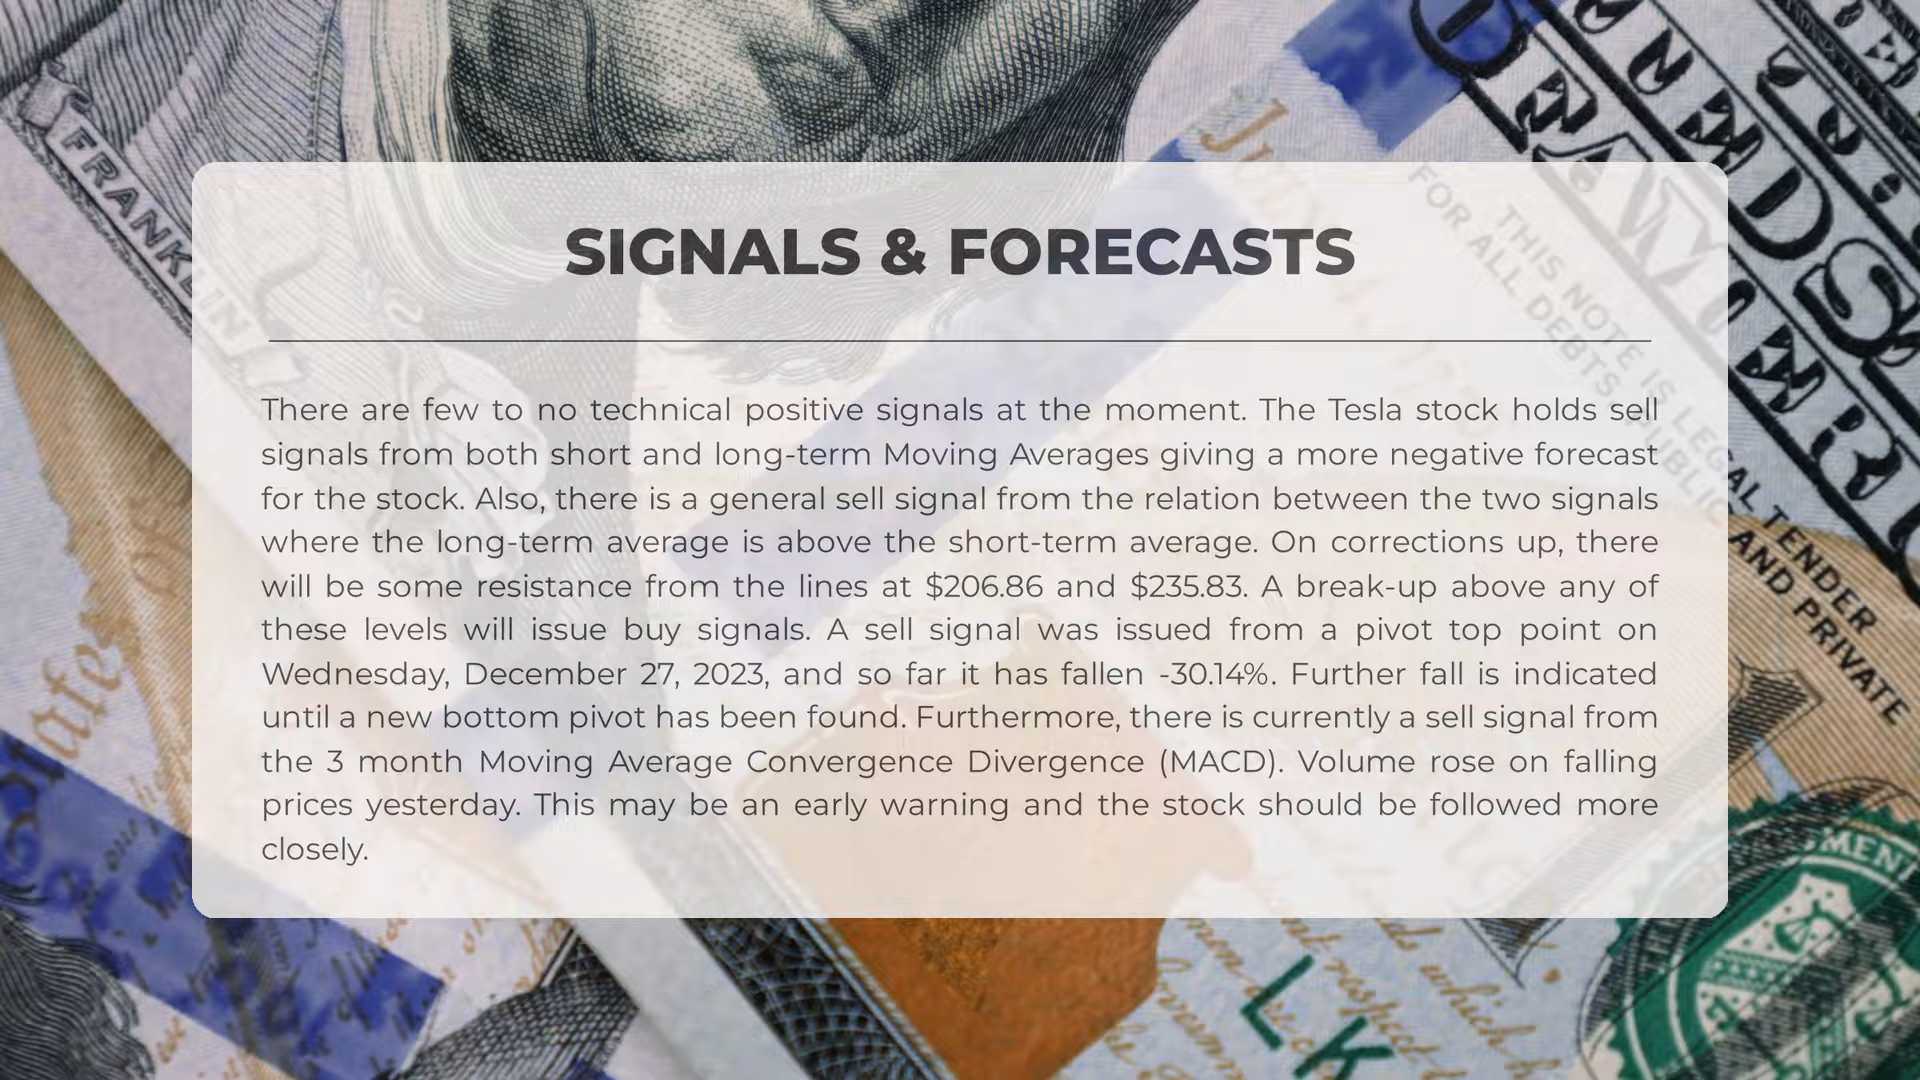 FRANKLIN
SIGNALS & FORECASTS
There are few to no technical positive signals at the moment. The Tesla stock holds sell
signals from both short and long-term Moving Averages giving a more negative forecast
for the stock. Also, there is a general sell signal from the relation between the two signals
where the long-term average is above the short-term average. On corrections up, there
will be some resistance from the lines at $206.86 and $235.83. A break-up above any of
these levels will issue buy signals. A sell signal was issued from a pivot top point on
Wednesday, December 27, 2023, and so far it has fallen -30.14%. Further fall is indicated
until a new bottom pivot has been found. Furthermore, there is currently a sell signal from
the 3 month Moving Average Convergence Divergence (MACD). Volume rose on falling
prices yesterday. This may be an early warning and the stock should be followed more
closely.
THIS NOTE IS LEGAL TENDER
FOR ALL DEBTS, PUBLIC AND PRIVATE
L K